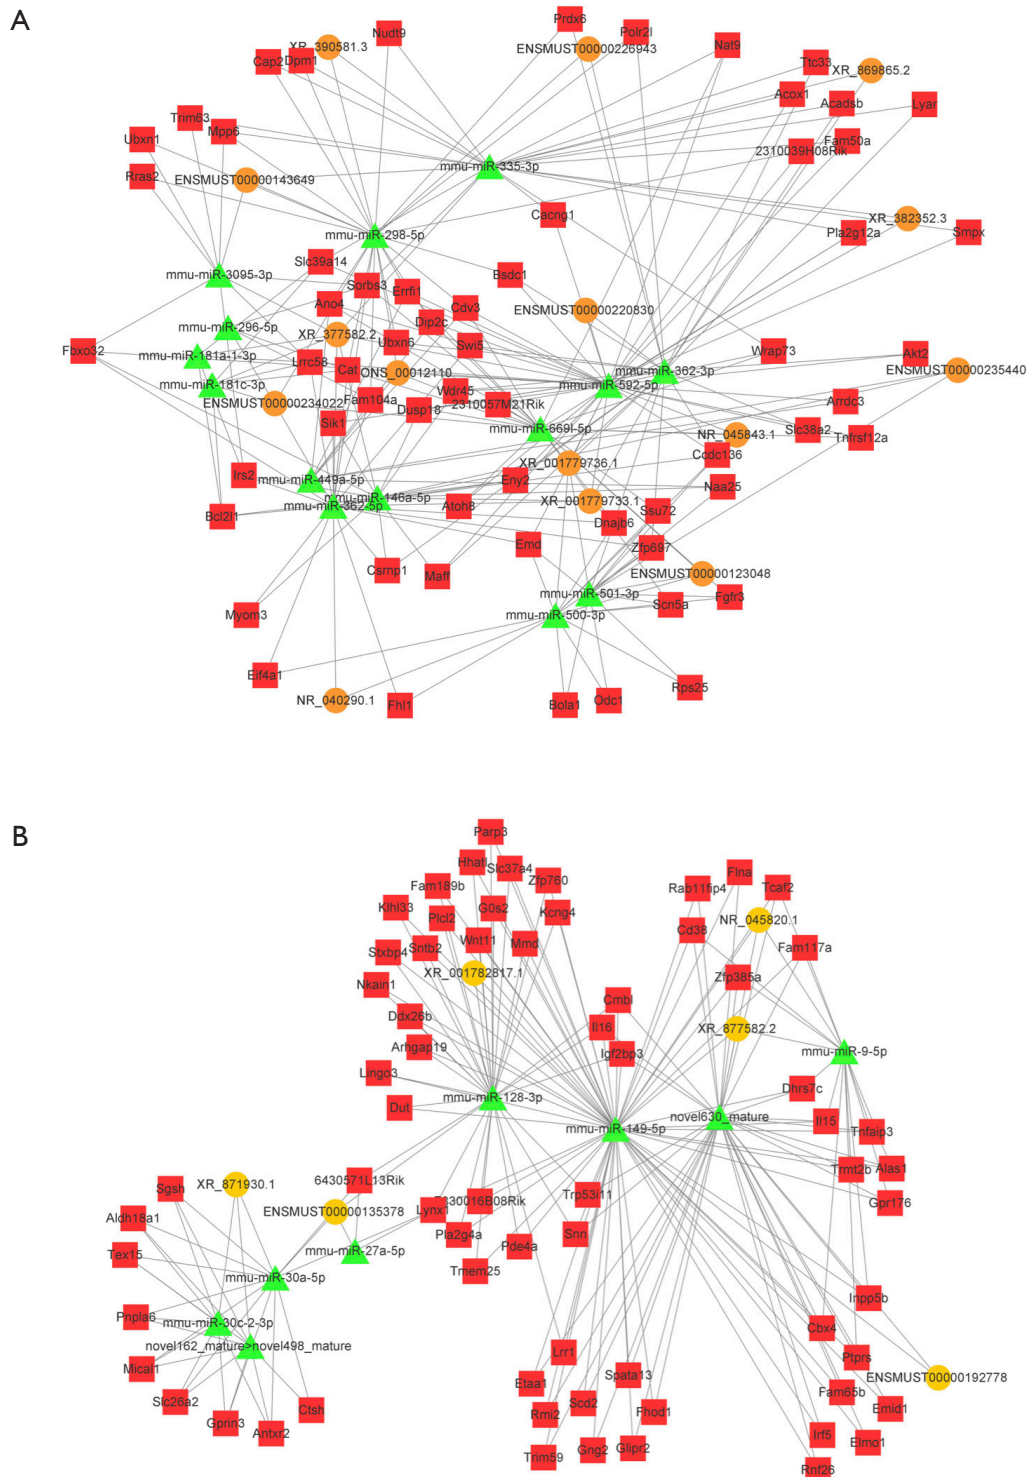 A
Prdx6
Nudt9
XR_390581.3
ENSMUST00000226943
Polr2l
Nat9
Cap2
Dpm1
Ttc33
XR_869865.2
Acox1
Acadsb
Lyar
Trim63
Ubxn1
Mpp6
Fam50a
2310039H08Rik
mmu-miR-335-3p
Rras2
ENSMUST00000143649
Cacng1
XR_382352.3
Pla2g12a
Smpx
mmu-miR-298-5p
Slc39a14
mmu-miR-3095-3p
Bsdc1
Sorbs3
Errfi1
Ano4
Cdv3
ENSMUST00000220830
mmu-miR-296-5p
Dip2c
XR_377582.2
Ubxn6
Swi5
Fbxo32
mmu-miR-181a-1-3p
Wrap73
Akt2
Lrrc58
Cat
ONS_00012110
mmu-miR-362-3p
ENSMUST00000235440
mmu-miR-181c-3p
mmu-miR-592-5p
Wdr45
ENSMUST00000234022
Fam104a
2310057M21Rik
Arrdc3
Dusp18
Sik1
mmu-miR-669l-5p
NR_045843.1
Slc38a2
Tnfrsf12a
Ccdc136
XR_001779736.1
Irs2
mmu-miR-449a-5p
Eny2
Naa25
mmu-miR-146a-5p
XR_001779733.1
mmu-miR-362-5p
Atoh8
Ssu72
Bcl2l1
Dnajb6
Emd
Zfp697
Csrnp1
Maff
ENSMUST00000123048
mmu-miR-501-3p
Fgfr3
Scn5a
Myom3
mmu-miR-500-3p
Eif4a1
Rps25
NR_040290.1
Fhl1
Bola1
Odc1
B
Parp3
Hhatl
Slc37a4
Flna
Fam189b
Zfp760
Rab11fip4
Tcaf2
Klhl33
G0s2
Plcl2
Kcng4
NR_045820.1
Cd38
Wnt11
Mmd
Stxbp4
Sntb2
Fam117a
XR_001782817.1
Zfp385a
Nkain1
Cmbl
Ddx26b
Il16
XR_877582.2
Arhgap19
Igf2bp3
mmu-miR-9-5p
Lingo3
Dhrs7c
mmu-miR-128-3p
Dut
Il15
novel630_mature
mmu-miR-149-5p
Tnfaip3
Trmt2b
Alas1
6430571L13Rik
XR_871930.1
Sgsh
Trp53i11
Gpr176
7330016B08Rik
Lynx1
ENSMUST00000135378
Aldh18a1
Pla2g4a
Snn
Pde4a
Tex15
mmu-miR-27a-5p
Tmem25
mmu-miR-30a-5p
Inpp5b
Pnpla6
mmu-miR-30c-2-3p
Cbx4
novel162_mature>novel498_mature
Lrr1
Ptprs
Mical1
Spata13
ENSMUST00000192778
Etaa1
Slc26a2
Scd2
Fam65b
Ctsh
Rmi2
Fhod1
Emid1
Gprin3
Antxr2
Irf5
Gng2
Glipr2
Elmo1
Trim59
Rnf26